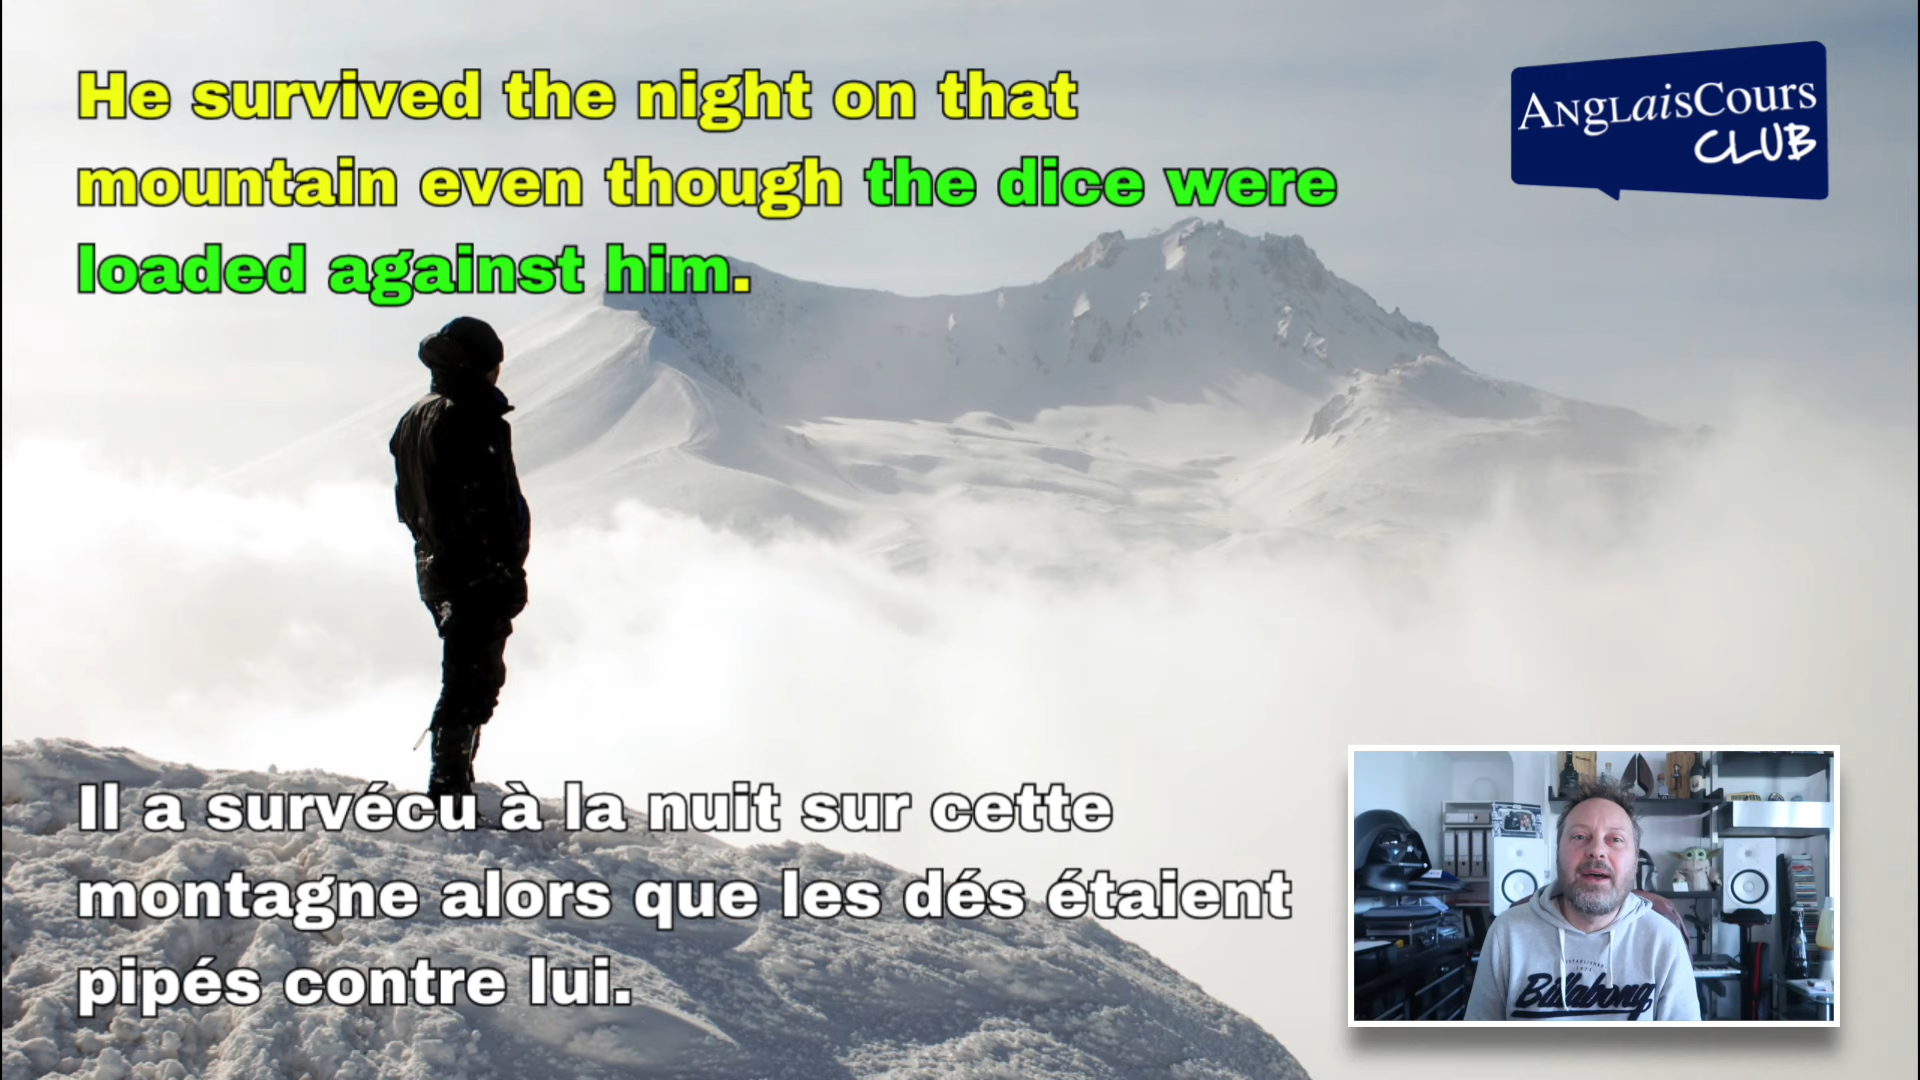 He survived the night on that
mountain even though the dice were
loaded against him.
AnglaisCours
CLUB
Il a survécu à la nuit sur cette
montagne alors que les dés étaient
pipés contre lui.
Billabong